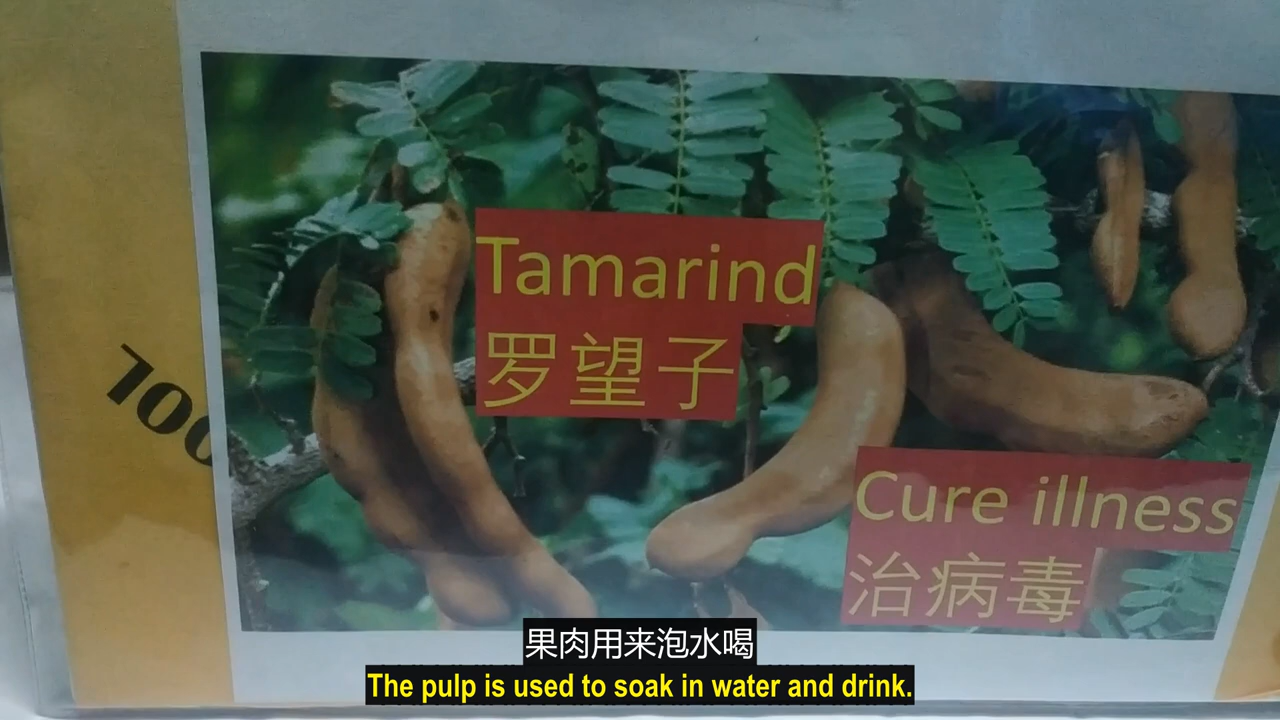 Tamarind
罗望子
Cure illness
治病毒
果肉用来泡水喝
The pulp is used to soak in water and drink.